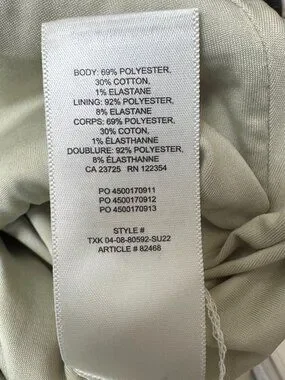 BODY: 69% POLYESTER,
30% COTTON,
1% ELASTANE
LINING: 92% POLYESTER,
8% ELASTANE
CORPS: 69% POLYESTER,
30% COTON,
1% ÉLASTHANNE
DOUBLURE: 92% POLYESTER,
8% ÉLASTHANNE
CA 23725 RN 122354
PO 4500170911
PO 4500170912
PO 4500170913
STYLE #
TXK 04-08-80592-SU22
ARTICLE # 82468